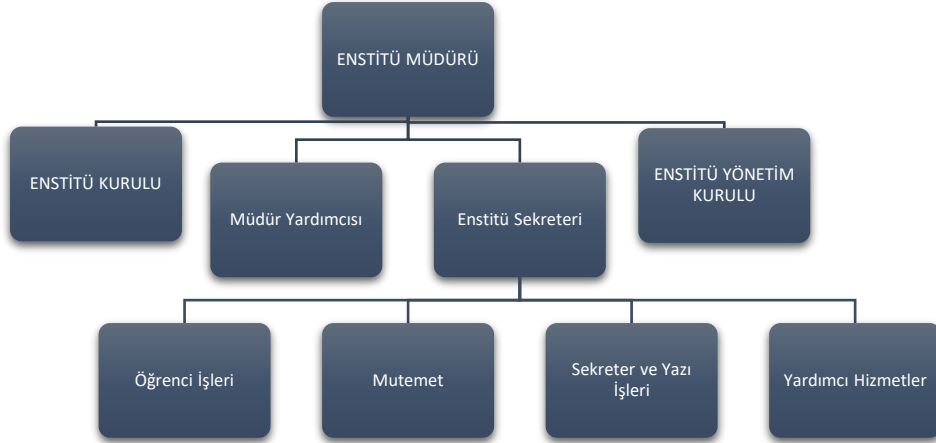 ENSTİTÜ MÜDÜRÜ
ENSTİTÜ KURULU
Müdür Yardımcısı
Enstitü Sekreteri
ENSTİTÜ YÖNETİM
KURULU
Öğrenci İşleri
Mutemet
Sekreter ve Yazı
İşleri
Yardımcı Hizmetler